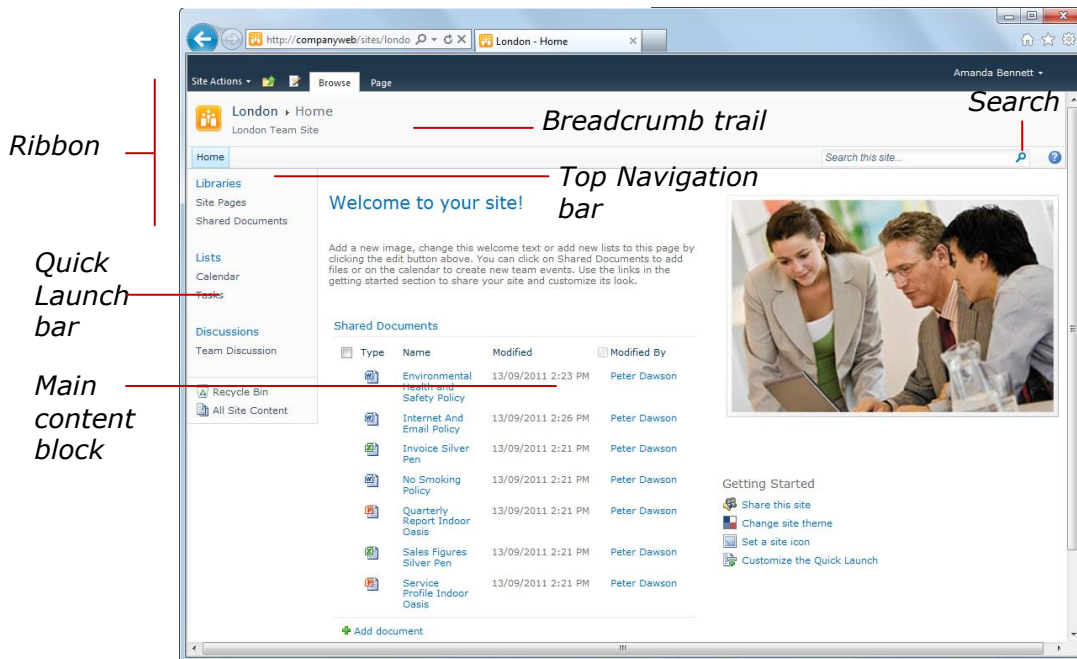 http://companyweb/sites/londo
London - Home
Site Actions
Browse
Page
Amanda Bennett
London ▸ Home
London Team Site
Breadcrumb trail
Search
Ribbon
Home
Search this site...
Top Navigation
bar
Libraries
Site Pages
Shared Documents
Lists
Calendar
Tasks
Discussions
Team Discussion
Recycle Bin
All Site Content
Quick
Launch
bar
Main
content
block
Welcome to your site!
Add a new image, change this welcome text or add new lists to this page by
clicking the edit button above. You can click on Shared Documents to add
files or on the calendar to create new team events. Use the links in the
getting started section to share your site and customize its look.
Shared Documents
Type Name Modified Modified By
Environmental 13/09/2011 2:23 PM Peter Dawson
Health and
Safety Policy
Internet And 13/09/2011 2:26 PM Peter Dawson
Email Policy
Invoice Silver 13/09/2011 2:21 PM Peter Dawson
Pen
No Smoking 13/09/2011 2:21 PM Peter Dawson
Policy
Quarterly 13/09/2011 2:21 PM Peter Dawson
Report Indoor
Oasis
Sales Figures 13/09/2011 2:21 PM Peter Dawson
Silver Pen
Service 13/09/2011 2:21 PM Peter Dawson
Profile Indoor
Oasis
Add document
Getting Started
Share this site
Change site theme
Set a site icon
Customize the Quick Launch